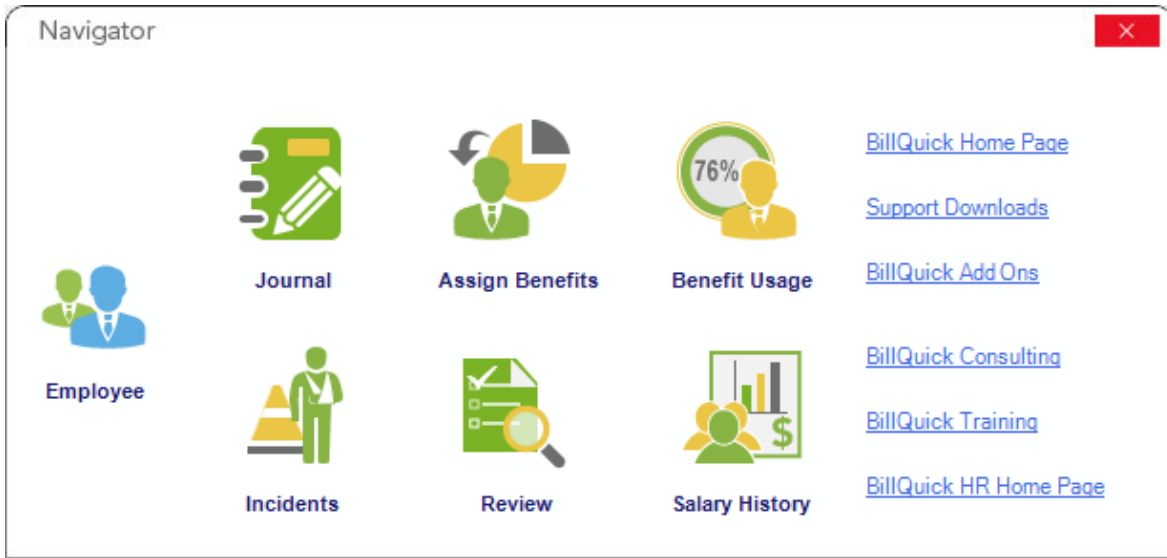 Navigator
76%
Journal
Assign Benefits
Benefit Usage
Employee
Incidents
Review
$
Salary History
BillQuick Home Page
Support Downloads
BillQuick Add Ons
BillQuick Consulting
BillQuick Training
BillQuick HR Home Page